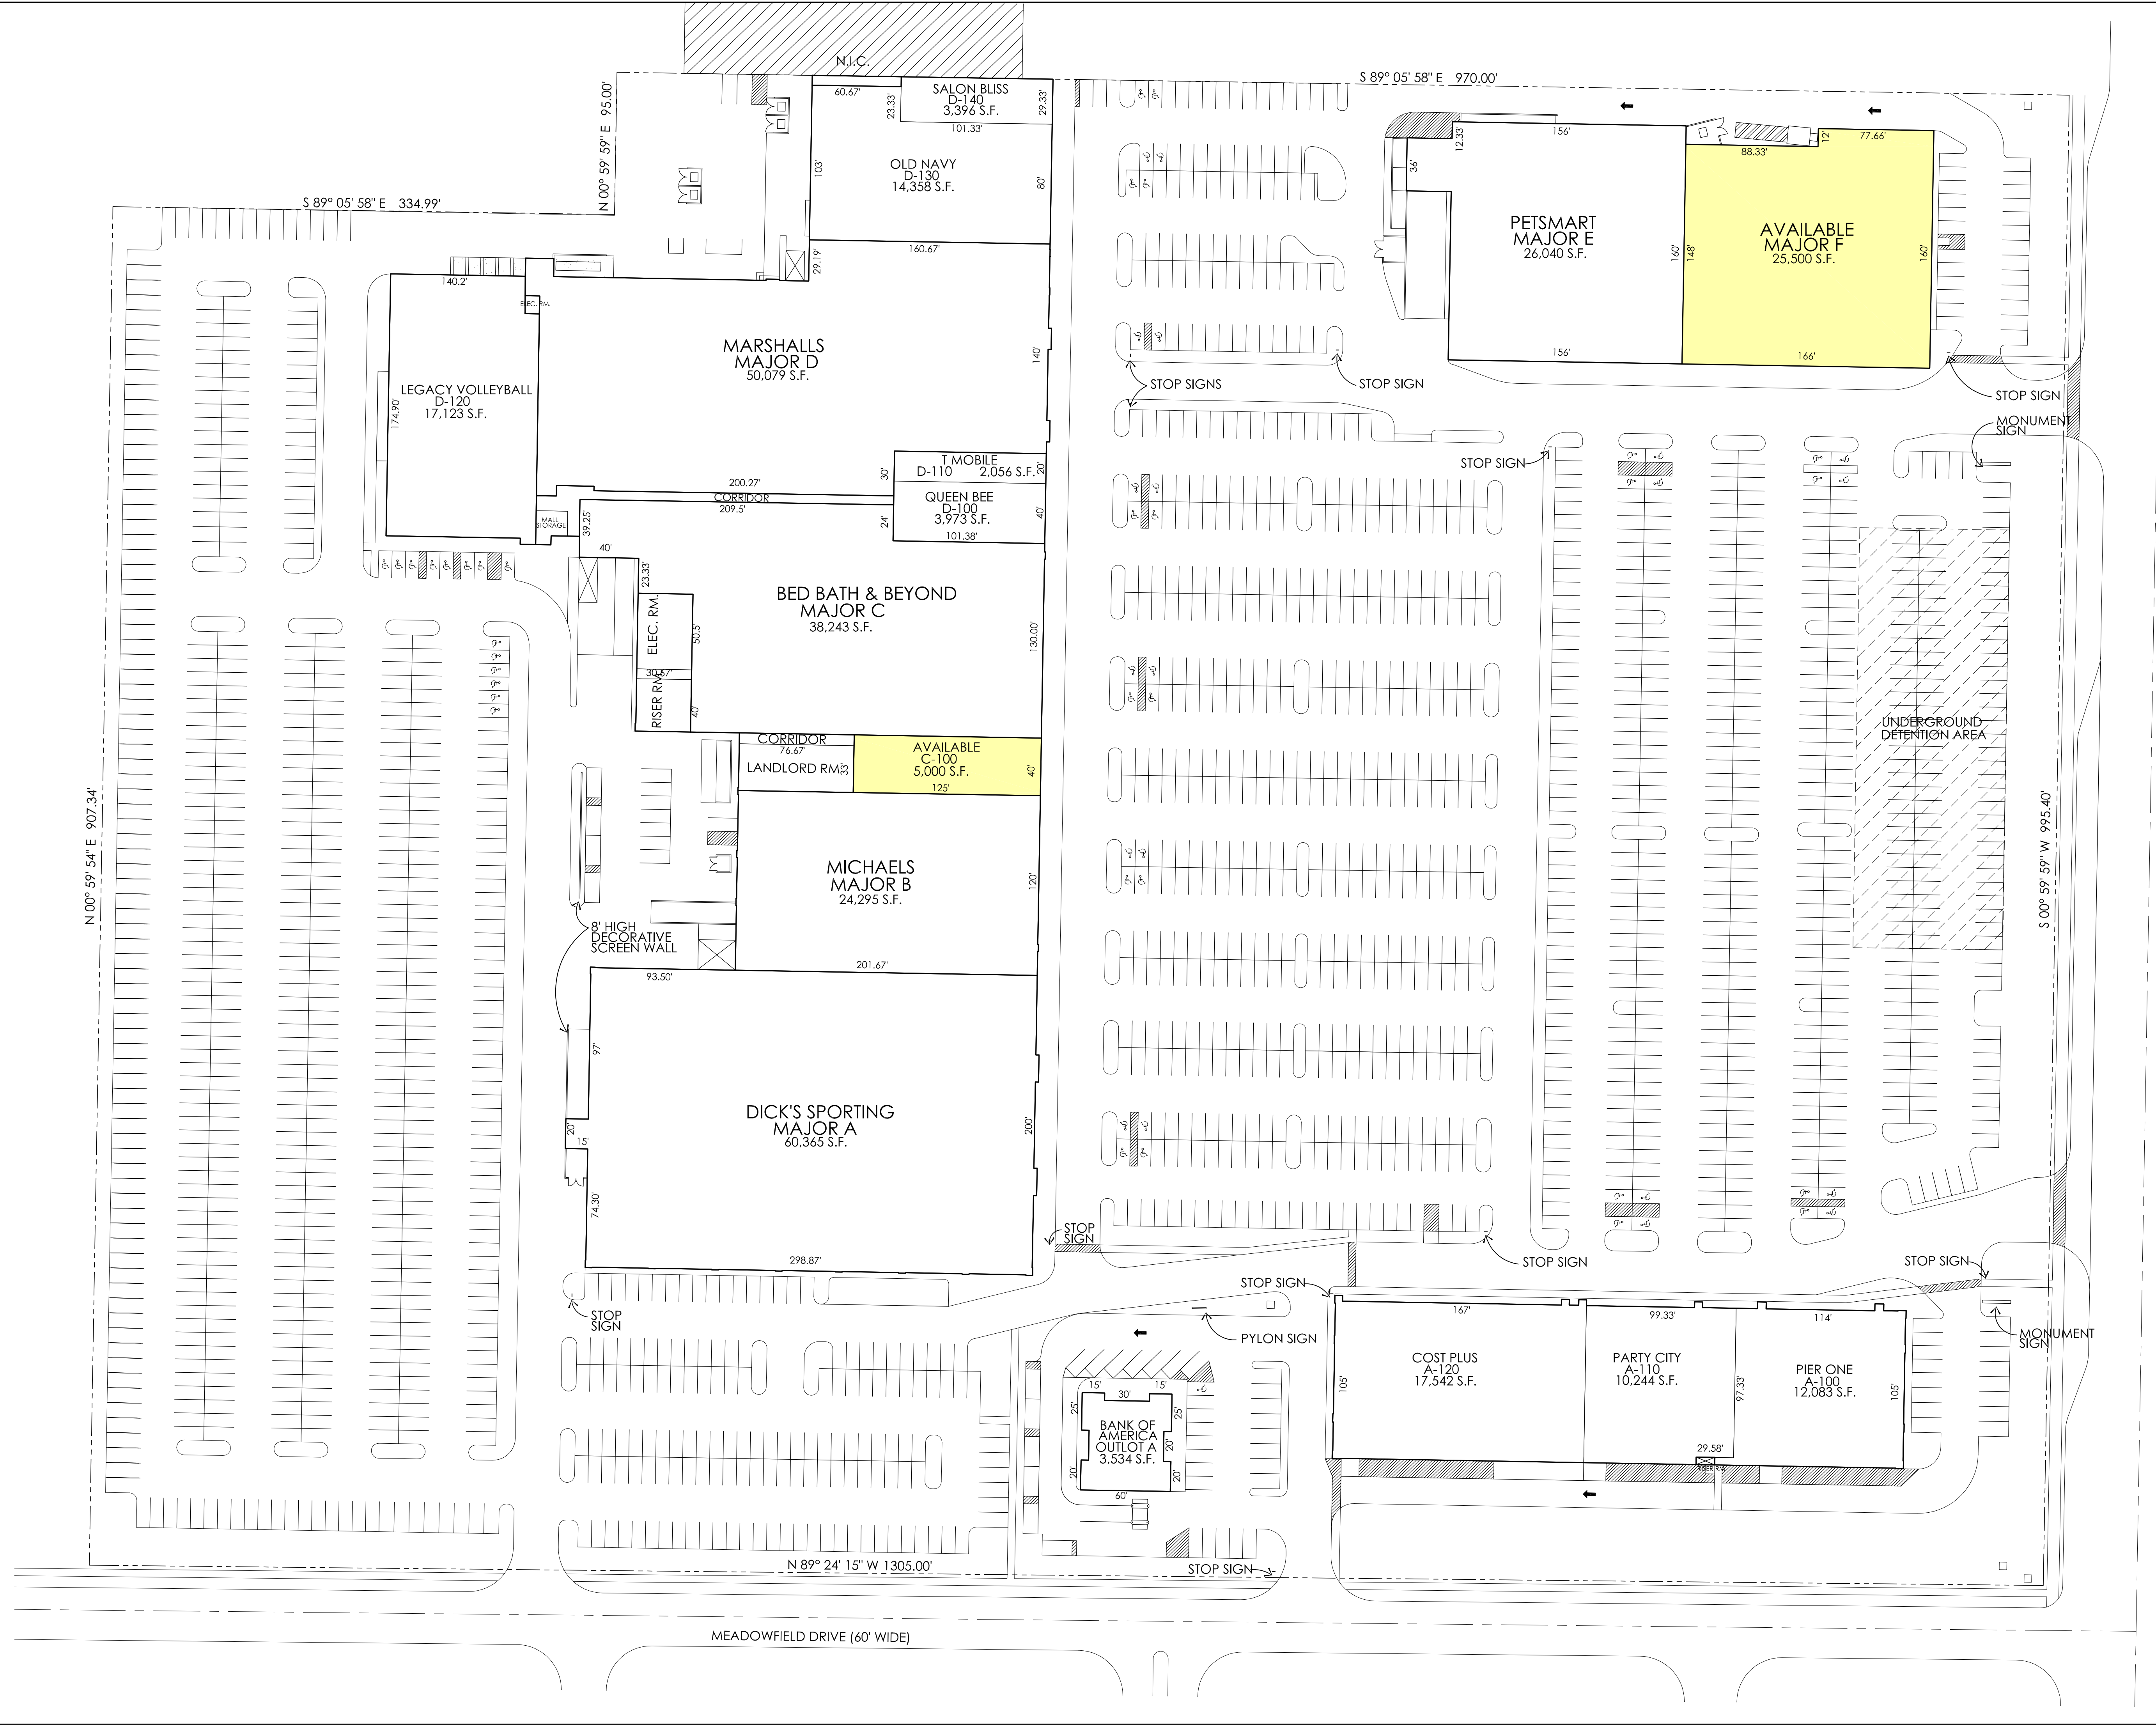 N.I.C.
S 89° 05' 58" E 970.00'
N 00° 59' 59" E 95.00'
S 89° 05' 58" E 334.99'
60.67'
23.33'
SALON BLISS
D-140
3,396 S.F.
29.33'
101.33'
OLD NAVY
D-130
14,358 S.F.
103'
80'
160.67'
29.19'
156'
12.33'
36'
PETSMART
MAJOR E
26,040 S.F.
160'
148'
156'
88.33'
12'
77.66'
AVAILABLE
MAJOR F
25,500 S.F.
160'
166'
140.2'
ELEC. RM.
LEGACY VOLLEYBALL
D-120
17,123 S.F.
174.90'
MARSHALLS
MAJOR D
50,079 S.F.
140'
STOP SIGNS
STOP SIGN
STOP SIGN
MONUMENT
SIGN
STOP SIGN
T MOBILE
D-110 2,056 S.F.
20'
30'
200.27'
CORRIDOR
209.5'
QUEEN BEE
D-100
3,973 S.F.
24'
40'
101.38'
MALL
STORAGE
39.25'
40'
23.33'
BED BATH & BEYOND
MAJOR C
38,243 S.F.
130.00'
ELEC. RM.
50.5'
30.67'
RISER RM.
40'
UNDERGROUND
DETENTION AREA
CORRIDOR
76.67'
LANDLORD RM.
33'
AVAILABLE
C-100
5,000 S.F.
40'
125'
N 00° 59' 54" E 907.34'
S 00° 59' 59" W 995.40'
MICHAELS
MAJOR B
24,295 S.F.
120'
8' HIGH
DECORATIVE
SCREEN WALL
201.67'
93.50'
97'
DICK'S SPORTING
MAJOR A
60,365 S.F.
200'
20'
15'
74.30'
298.87'
STOP
SIGN
STOP SIGN
STOP SIGN
STOP SIGN
STOP
SIGN
PYLON SIGN
MONUMENT
SIGN
167'
99.33'
114'
COST PLUS
A-120
17,542 S.F.
105'
PARTY CITY
A-110
10,244 S.F.
97.33'
29.58'
PIER ONE
A-100
12,083 S.F.
105'
15'
30'
15'
25'
25'
BANK OF
AMERICA
OUTLOT A
3,534 S.F.
20'
20'
20'
60'
N 89° 24' 15" W 1305.00'
STOP SIGN
MEADOWFIELD DRIVE (60' WIDE)